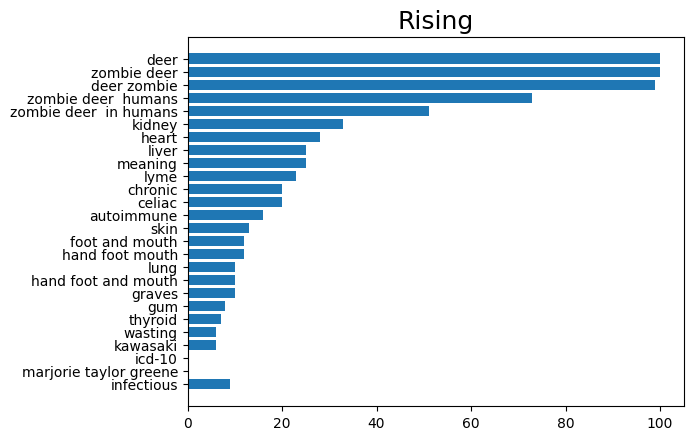 Rising
deer
zombie deer
deer zombie
zombie deer  humans
zombie deer  in humans
kidney
heart
liver
meaning
lyme
chronic
celiac
autoimmune
skin
foot and mouth
hand foot mouth
lung
hand foot and mouth
graves
gum
thyroid
wasting
kawasaki
icd-10
marjorie taylor greene
infectious
0 20 40 60 80 100